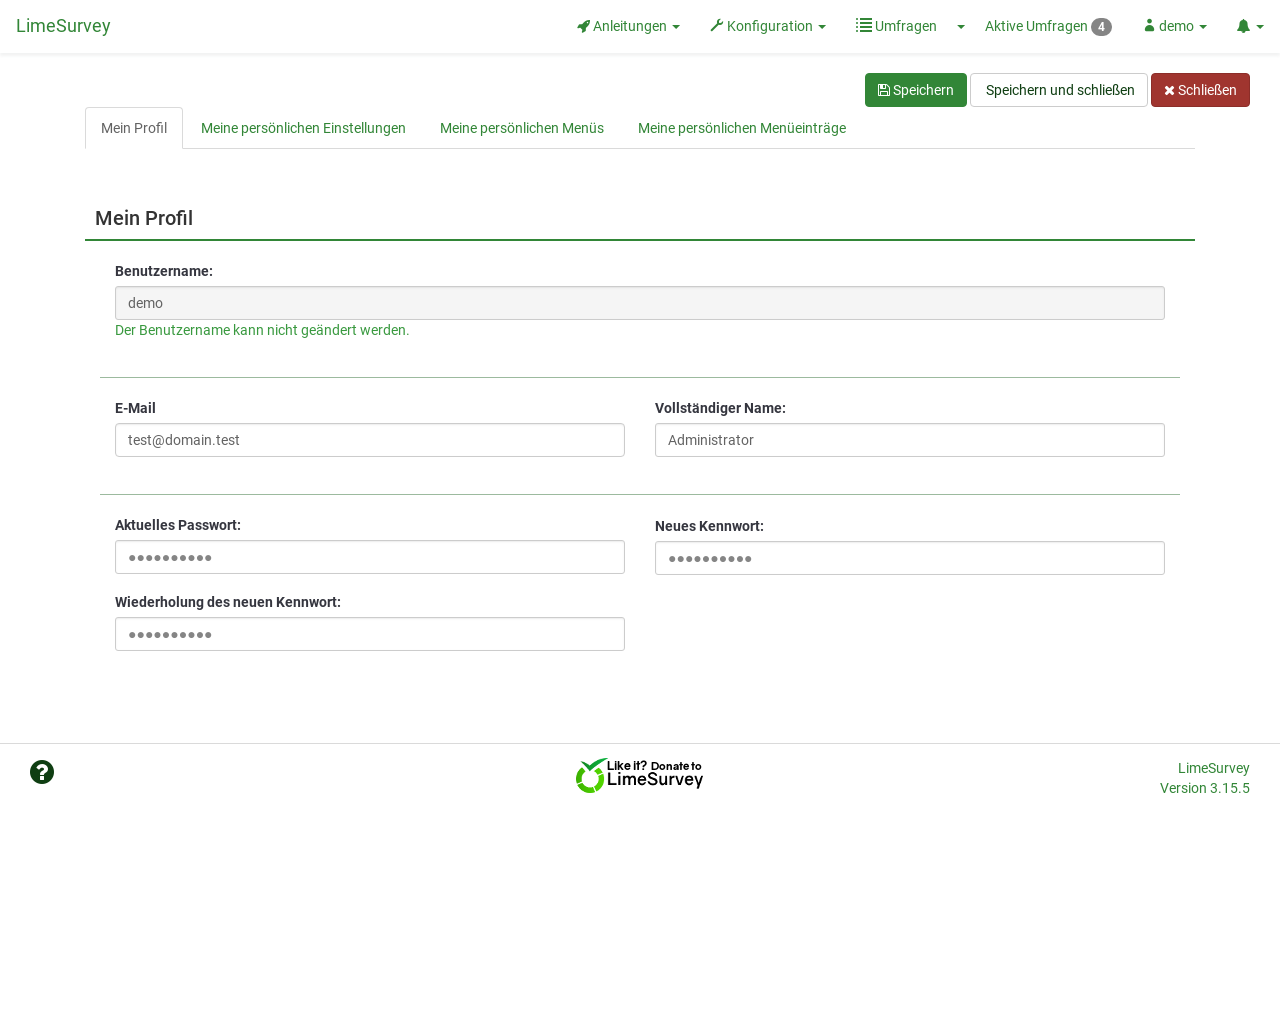 LimeSurvey
Anleitungen
Konfiguration
Umfragen
Aktive Umfragen 4
demo
Speichern
Speichern und schließen
Schließen
Mein Profil
Meine persönlichen Einstellungen
Meine persönlichen Menüs
Meine persönlichen Menüeinträge
Mein Profil
Benutzername:
demo
Der Benutzername kann nicht geändert werden.
E-Mail
Vollständiger Name:
test@domain.test
Administrator
Aktuelles Passwort:
Neues Kennwort:
●●●●●●●●●●
●●●●●●●●●●
Wiederholung des neuen Kennwort:
●●●●●●●●●●
Like it? Donate to
LimeSurvey
LimeSurvey
Version 3.15.5